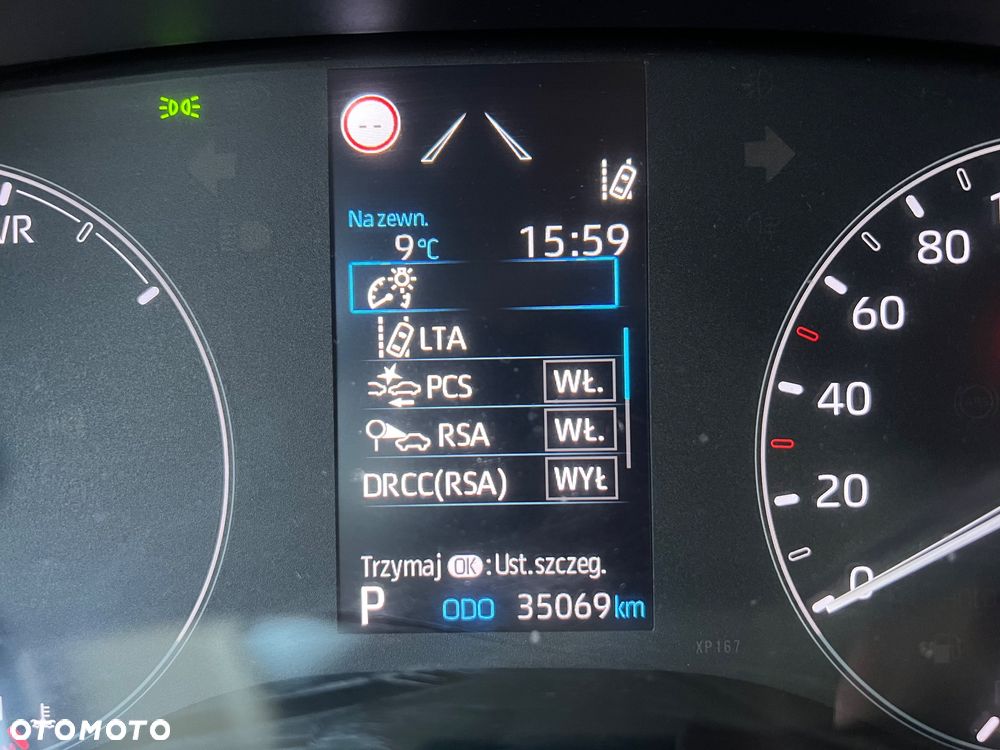 --
Na zewn.
9°C 15:59
LTA
PCS WŁ.
RSA WŁ.
DRCC(RSA) WYŁ
Trzymaj OK : Ust. szczeg.
P ODO 35069 km
80
60
40
20
0
XP167
OTOMOTO